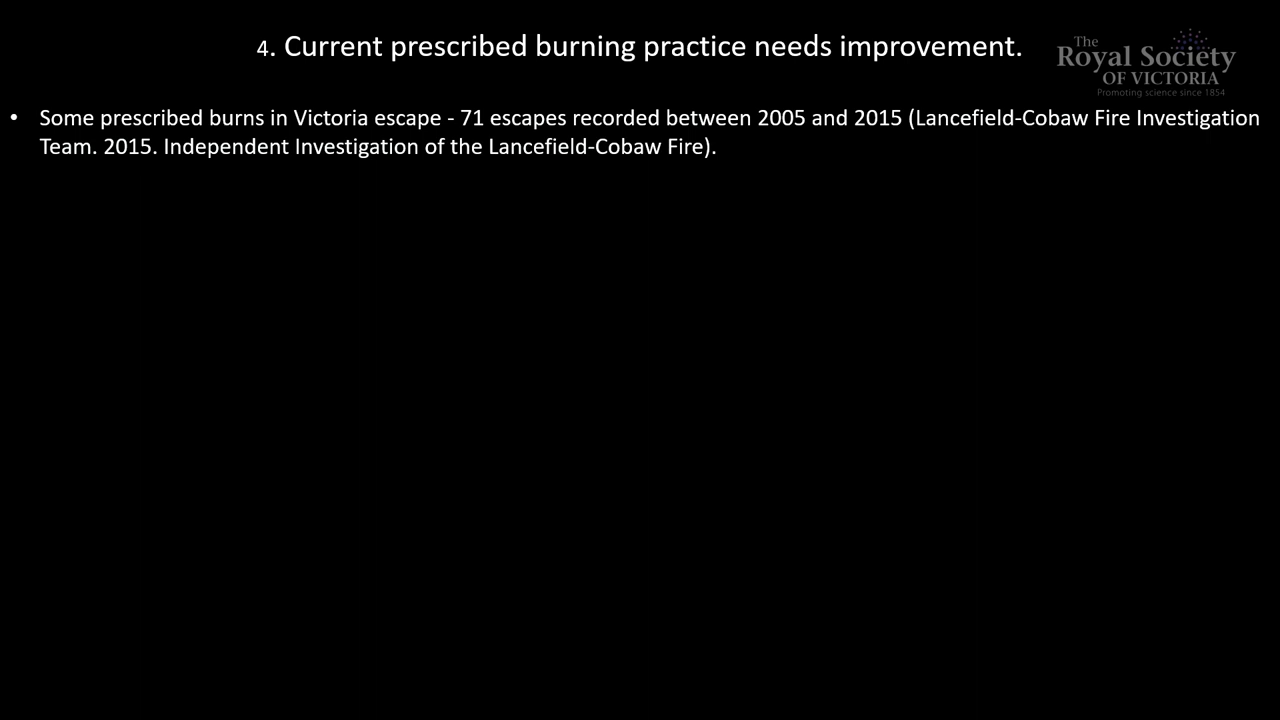 4. Current prescribed burning practice needs improvement.
The
Royal Society
OF VICTORIA
Promoting science since 1854
• Some prescribed burns in Victoria escape - 71 escapes recorded between 2005 and 2015 (Lancefield-Cobaw Fire Investigation
Team. 2015. Independent Investigation of the Lancefield-Cobaw Fire).